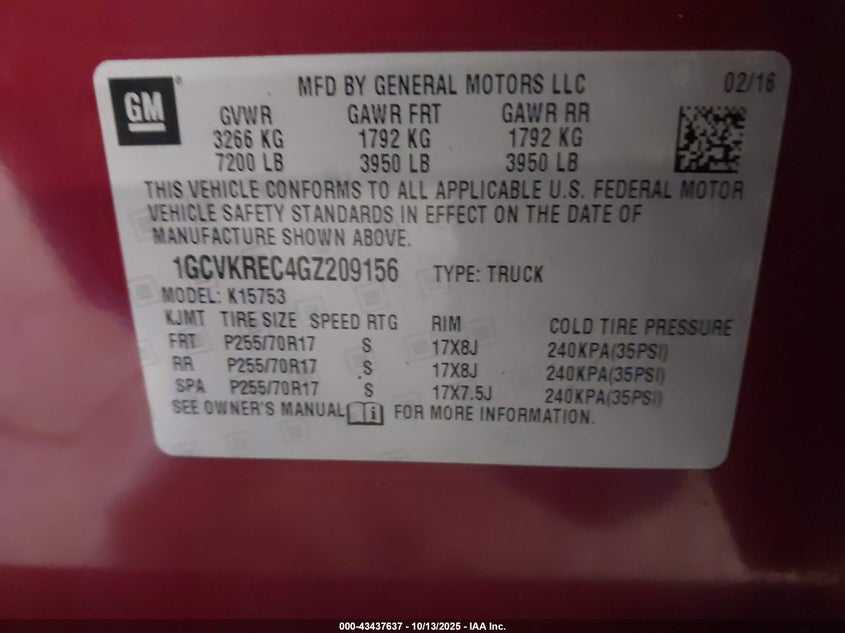 GM
MFD BY GENERAL MOTORS LLC 02/16
GVWR GAWR FRT GAWR RR
3266 KG 1792 KG 1792 KG
7200 LB 3950 LB 3950 LB
THIS VEHICLE CONFORMS TO ALL APPLICABLE U.S. FEDERAL MOTOR
VEHICLE SAFETY STANDARDS IN EFFECT ON THE DATE OF
MANUFACTURE SHOWN ABOVE.
1GCVKREC4GZ209156 TYPE: TRUCK
MODEL: K15753
KJMT TIRE SIZE SPEED RTG RIM COLD TIRE PRESSURE
FRT P255/70R17 S 17X8J 240KPA(35PSI)
RR P255/70R17 S 17X8J 240KPA(35PSI)
SPA P255/70R17 S 17X7.5J 240KPA(35PSI)
SEE OWNER'S MANUAL FOR MORE INFORMATION.
000-43437637 - 10/13/2025 - IAA Inc.